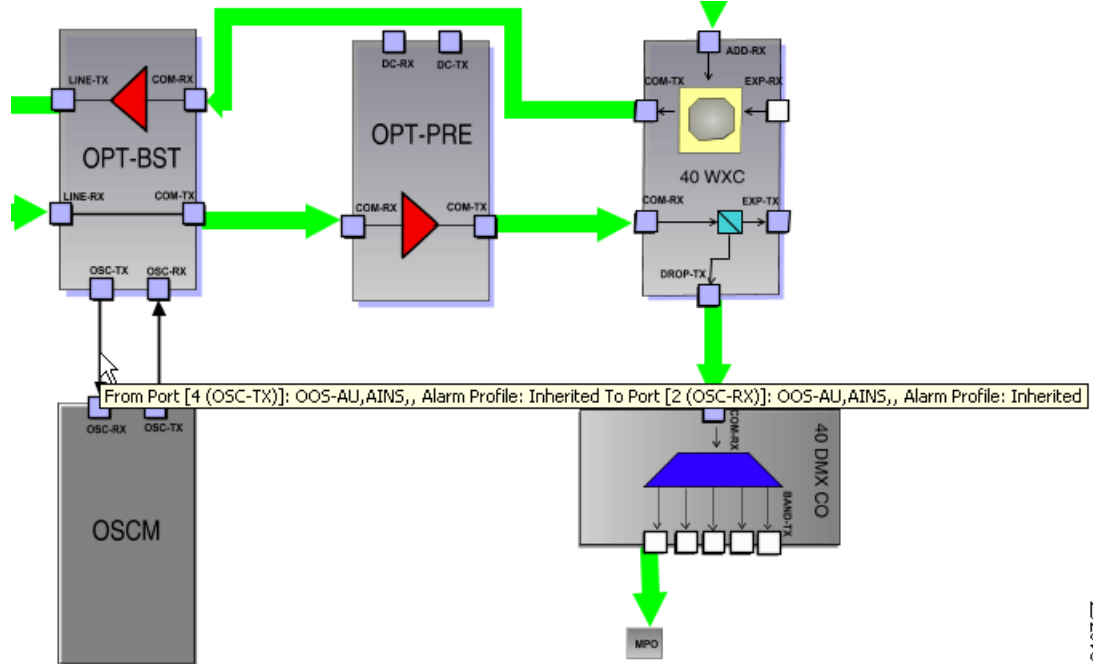 DC-RX DC-TX
ADD-RX
LINE-TX COM-RX
COM-TX EXP-RX
OPT-BST
OPT-PRE
40 WXC
LINE-RX COM-TX
COM-RX COM-TX
COM-RX EXP-TX
OSC-TX OSC-RX
DROP-TX
From Port [4 (OSC-TX)]: OOS-AU,AINS,, Alarm Profile: Inherited To Port [2 (OSC-RX)]: OOS-AU,AINS,, Alarm Profile: Inherited
OSC-RX OSC-TX
COM-RX
40 DMX CO
BAND-TX
OSCM
MPO